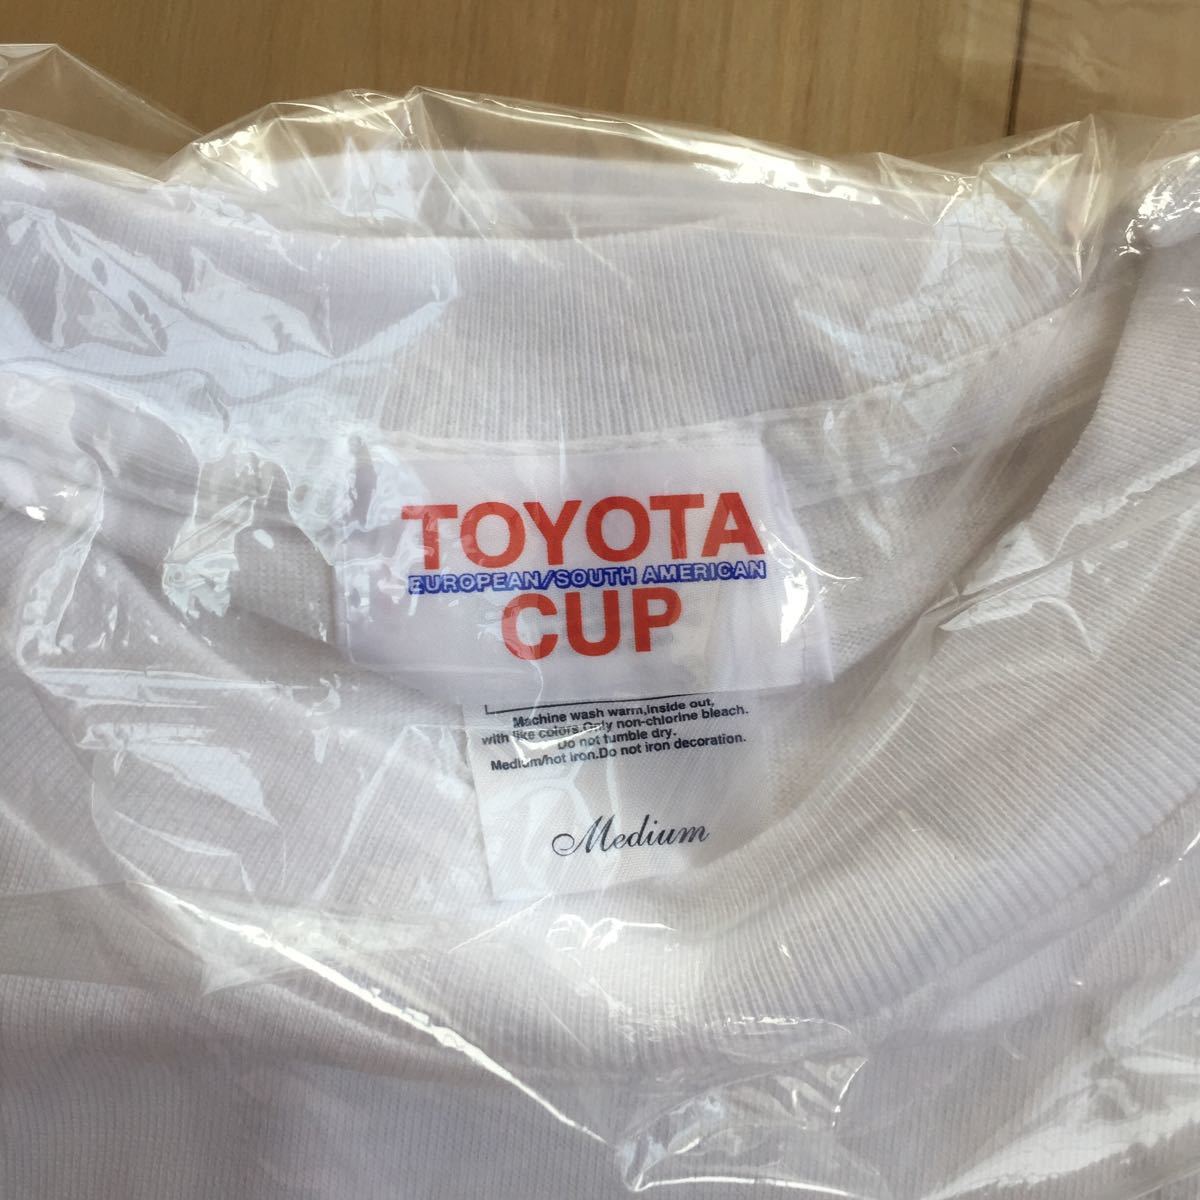 TOYOTA
EUROPEAN/SOUTH AMERICAN
CUP
Machine wash warm,inside out,
with like colors.Only non-chlorine bleach.
Do not tumble dry.
Medium/hot iron.Do not iron decoration.
Medium